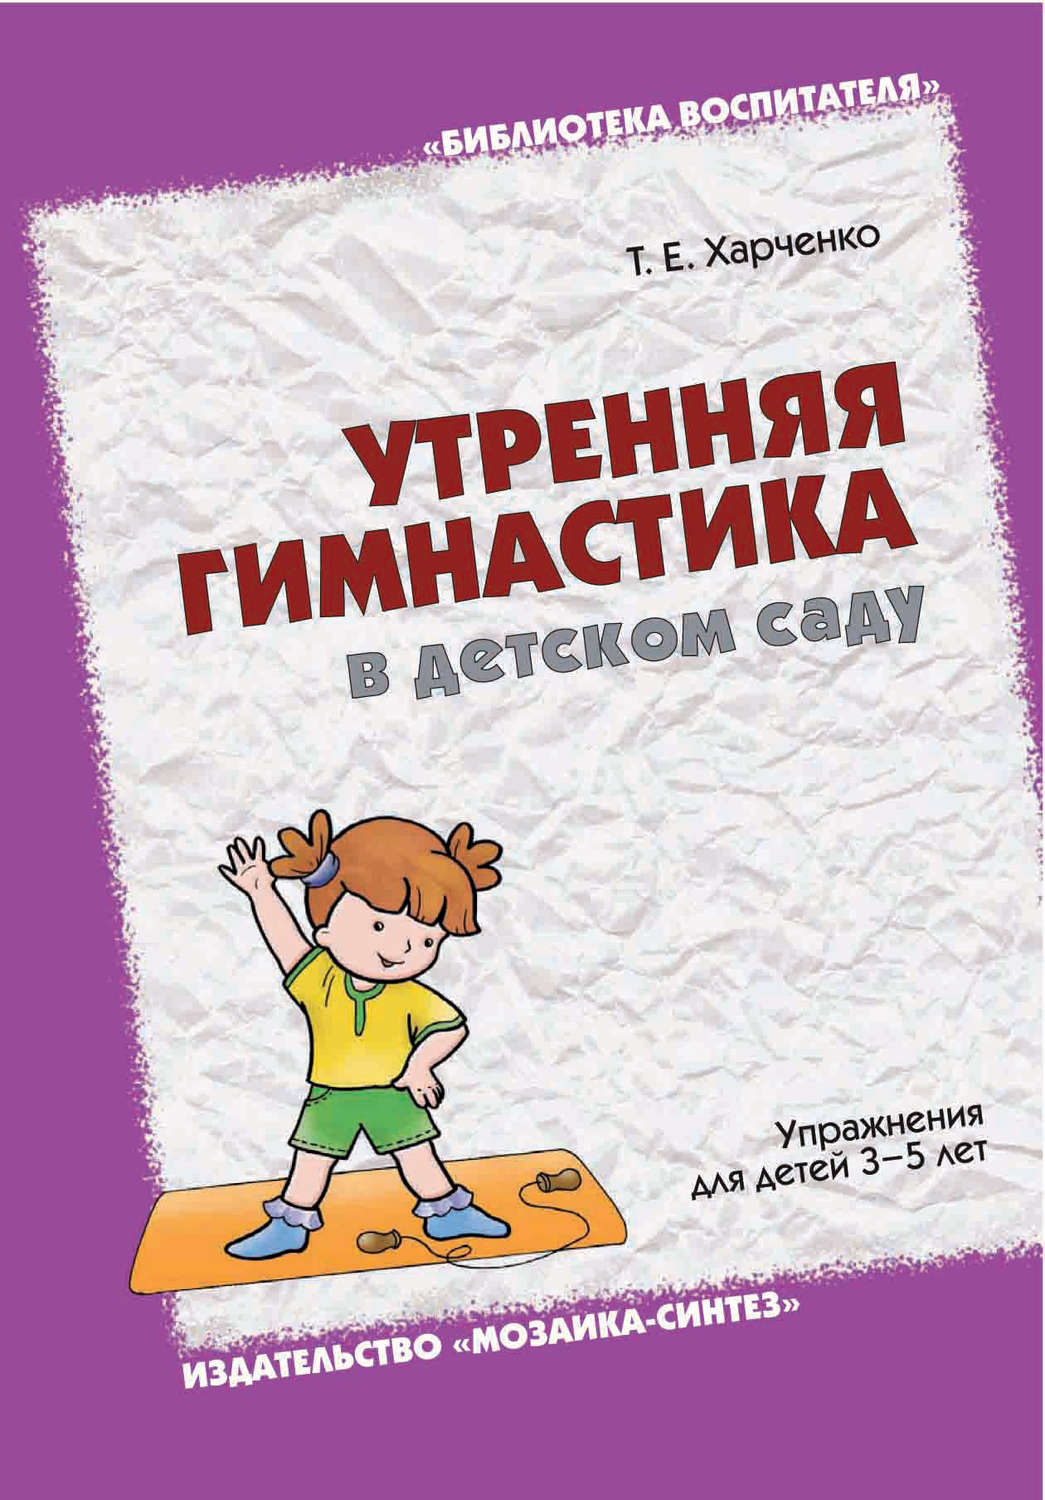 «БИБЛИОТЕКА ВОСПИТАТЕЛЯ»
Т. Е. Харченко
УТРЕННЯЯ
ГИМНАСТИКА
в детском саду
Упражнения
для детей 3–5 лет
ИЗДАТЕЛЬСТВО «МОЗАИКА-СИНТЕЗ»